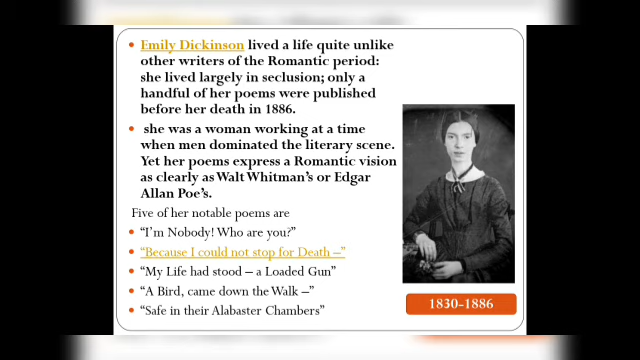 Emily Dickinson lived a life quite unlike
other writers of the Romantic period:
she lived largely in seclusion; only a
handful of her poems were published
before her death in 1886.
she was a woman working at a time
when men dominated the literary scene.
Yet her poems express a Romantic vision
as clearly as Walt Whitman's or Edgar
Allan Poe's.
Five of her notable poems are
“I'm Nobody! Who are you?”
“Because I could not stop for Death –”
“My Life had stood – a Loaded Gun”
“A Bird, came down the Walk –”
“Safe in their Alabaster Chambers”
1830-1886